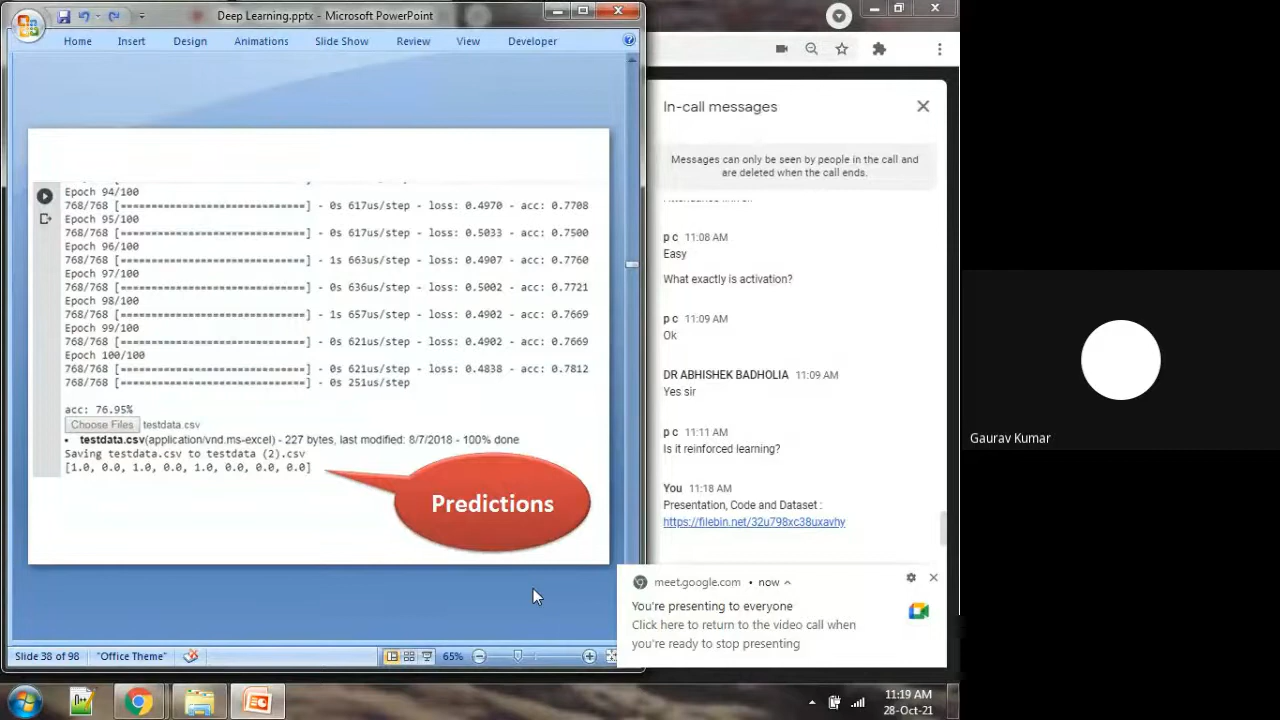 Deep Learning.pptx - Microsoft PowerPoint
Home Insert Design Animations Slide Show Review View Developer
Epoch 94/100
768/768 [==============================] - 0s 617us/step - loss: 0.4970 - acc: 0.7708
Epoch 95/100
768/768 [==============================] - 0s 617us/step - loss: 0.5033 - acc: 0.7500
Epoch 96/100
768/768 [==============================] - 1s 663us/step - loss: 0.4907 - acc: 0.7760
Epoch 97/100
768/768 [==============================] - 0s 636us/step - loss: 0.5002 - acc: 0.7721
Epoch 98/100
768/768 [==============================] - 1s 657us/step - loss: 0.4902 - acc: 0.7669
Epoch 99/100
768/768 [==============================] - 0s 621us/step - loss: 0.4902 - acc: 0.7669
Epoch 100/100
768/768 [==============================] - 0s 621us/step - loss: 0.4838 - acc: 0.7812
768/768 [==============================] - 0s 251us/step
acc: 76.95%
Choose Files testdata.csv
• testdata.csv(application/vnd.ms-excel) - 227 bytes, last modified: 8/7/2018 - 100% done
Saving testdata.csv to testdata (2).csv
[1.0, 0.0, 1.0, 0.0, 1.0, 0.0, 0.0, 0.0]
Predictions
Slide 38 of 98 "Office Theme" 65%
In-call messages
Messages can only be seen by people in the call and
are deleted when the call ends.
p c 11:08 AM
Easy
What exactly is activation?
p c 11:09 AM
Ok
DR ABHISHEK BADHOLIA 11:09 AM
Yes sir
p c 11:11 AM
Is it reinforced learning?
You 11:18 AM
Presentation, Code and Dataset :
https://filebin.net/32u798xc38uxavhy
meet.google.com • now
You're presenting to everyone
Click here to return to the video call when
you're ready to stop presenting
Gaurav Kumar
11:19 AM
28-Oct-21